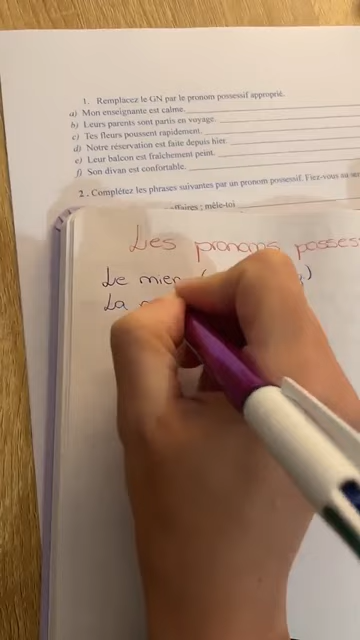 1. Remplacez le GN par le pronom possessif approprié.
a) Mon enseignante est calme.
b) Leurs parents sont partis en voyage.
c) Tes fleurs poussent rapidement.
d) Notre réservation est faite depuis hier.
e) Leur balcon est fraîchement peint.
f) Son divan est confortable.
2. Complétez les phrases suivantes par un pronom possessif. Fiez-vous au
; mêle-toi
Les pronoms
Le mien (
La